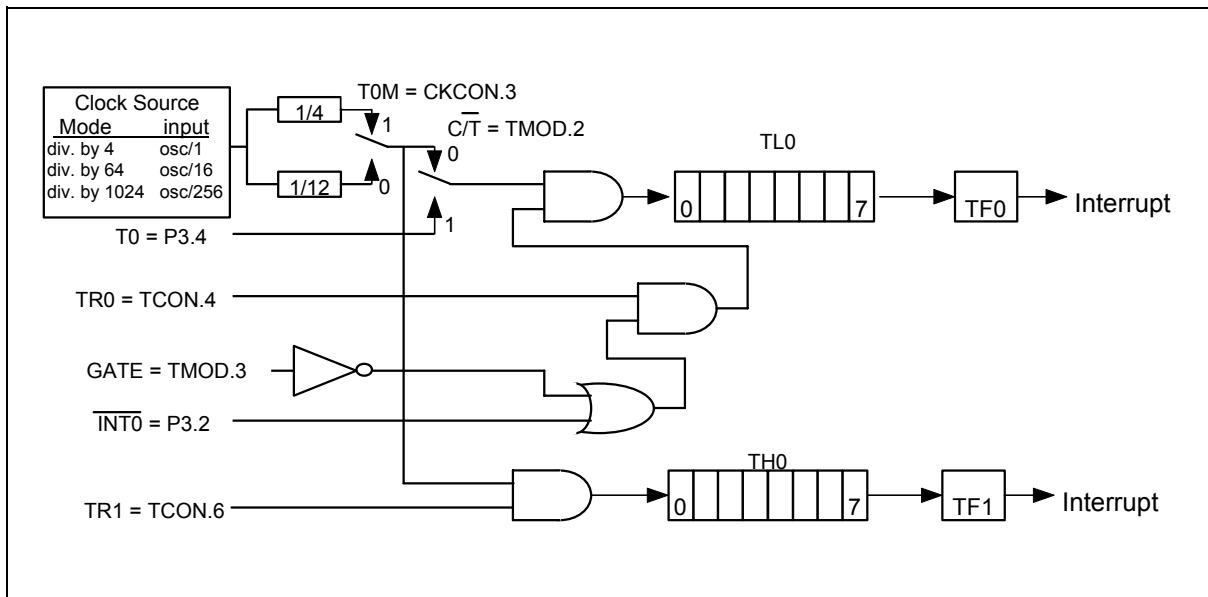 Clock Source
Mode input
div. by 4 osc/1
div. by 64 osc/16
div. by 1024 osc/256
1/4
1/12
T0M = CKCON.3
1
0
C/T̅ = TMOD.2
0
1
T0 = P3.4
TL0
0 7
TF0
Interrupt
TR0 = TCON.4
GATE = TMOD.3
I̅N̅T̅0̅ = P3.2
TR1 = TCON.6
TH0
0 7
TF1
Interrupt